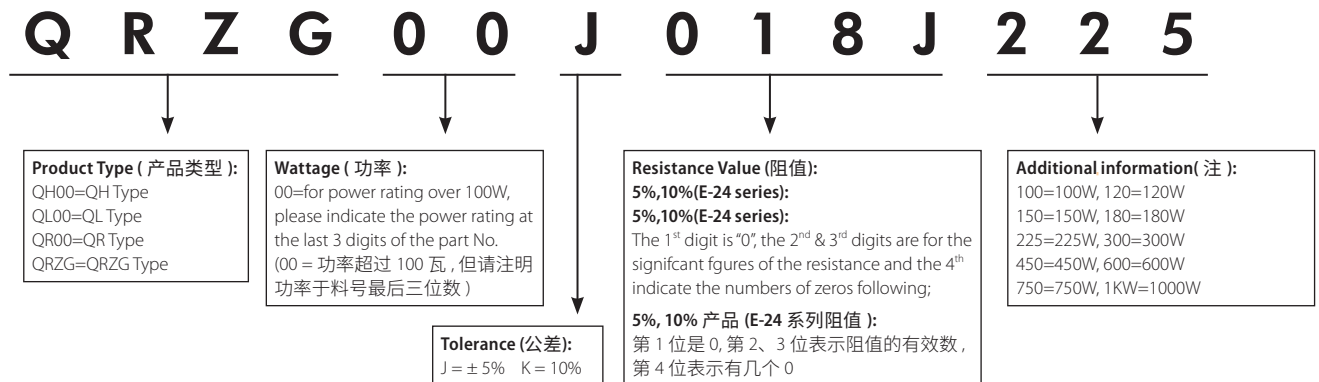 Q R Z G 0 0 J 0 1 8 J 2 2 5
Product Type ( 产品类型 ):
QH00=QH Type
QL00=QL Type
QR00=QR Type
QRZG=QRZG Type
Wattage ( 功率 ):
00=for power rating over 100W,
please indicate the power rating at
the last 3 digits of the part No.
(00 = 功率超过 100 瓦 , 但请注明
功率于料号最后三位数 )
Tolerance (公差):
J = ± 5% K = 10%
Resistance Value (阻值):
5%,10%(E-24 series):
5%,10%(E-24 series):
The 1st digit is “0”, the 2nd & 3rd digits are for the
signifcant fgures of the resistance and the 4th
indicate the numbers of zeros following;
5%, 10% 产品 (E-24 系列阻值 ):
第 1 位是 0, 第 2、3 位表示阻值的有效数 ,
第 4 位表示有几个 0
Additional information( 注 ):
100=100W, 120=120W
150=150W, 180=180W
225=225W, 300=300W
450=450W, 600=600W
750=750W, 1KW=1000W